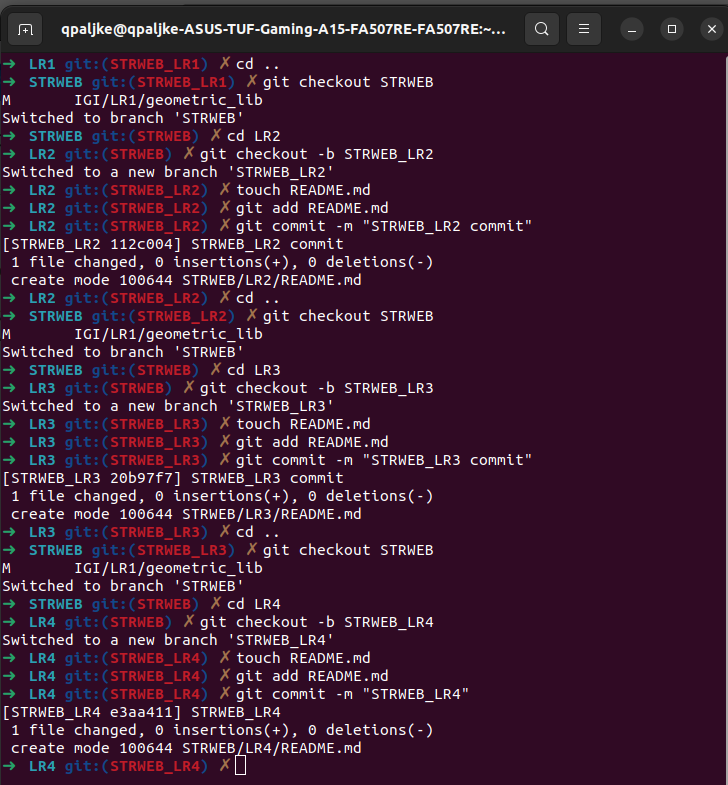 qpaljke@qpaljke-ASUS-TUF-Gaming-A15-FA507RE-FA507RE:~...
➜ LR1 git:(STRWEB_LR1) ✗ cd ..
➜ STRWEB git:(STRWEB_LR1) ✗ git checkout STRWEB
M       IGI/LR1/geometric_lib
Switched to branch 'STRWEB'
➜ STRWEB git:(STRWEB) ✗ cd LR2
➜ LR2 git:(STRWEB) ✗ git checkout -b STRWEB_LR2
Switched to a new branch 'STRWEB_LR2'
➜ LR2 git:(STRWEB_LR2) ✗ touch README.md
➜ LR2 git:(STRWEB_LR2) ✗ git add README.md
➜ LR2 git:(STRWEB_LR2) ✗ git commit -m "STRWEB_LR2 commit"
[STRWEB_LR2 112c004] STRWEB_LR2 commit
 1 file changed, 0 insertions(+), 0 deletions(-)
 create mode 100644 STRWEB/LR2/README.md
➜ LR2 git:(STRWEB_LR2) ✗ cd ..
➜ STRWEB git:(STRWEB_LR2) ✗ git checkout STRWEB
M       IGI/LR1/geometric_lib
Switched to branch 'STRWEB'
➜ STRWEB git:(STRWEB) ✗ cd LR3
➜ LR3 git:(STRWEB) ✗ git checkout -b STRWEB_LR3
Switched to a new branch 'STRWEB_LR3'
➜ LR3 git:(STRWEB_LR3) ✗ touch README.md
➜ LR3 git:(STRWEB_LR3) ✗ git add README.md
➜ LR3 git:(STRWEB_LR3) ✗ git commit -m "STRWEB_LR3 commit"
[STRWEB_LR3 20b97f7] STRWEB_LR3 commit
 1 file changed, 0 insertions(+), 0 deletions(-)
 create mode 100644 STRWEB/LR3/README.md
➜ LR3 git:(STRWEB_LR3) ✗ cd ..
➜ STRWEB git:(STRWEB_LR3) ✗ git checkout STRWEB
M       IGI/LR1/geometric_lib
Switched to branch 'STRWEB'
➜ STRWEB git:(STRWEB) ✗ cd LR4
➜ LR4 git:(STRWEB) ✗ git checkout -b STRWEB_LR4
Switched to a new branch 'STRWEB_LR4'
➜ LR4 git:(STRWEB_LR4) ✗ touch README.md
➜ LR4 git:(STRWEB_LR4) ✗ git add README.md
➜ LR4 git:(STRWEB_LR4) ✗ git commit -m "STRWEB_LR4"
[STRWEB_LR4 e3aa411] STRWEB_LR4
 1 file changed, 0 insertions(+), 0 deletions(-)
 create mode 100644 STRWEB/LR4/README.md
➜ LR4 git:(STRWEB_LR4) ✗